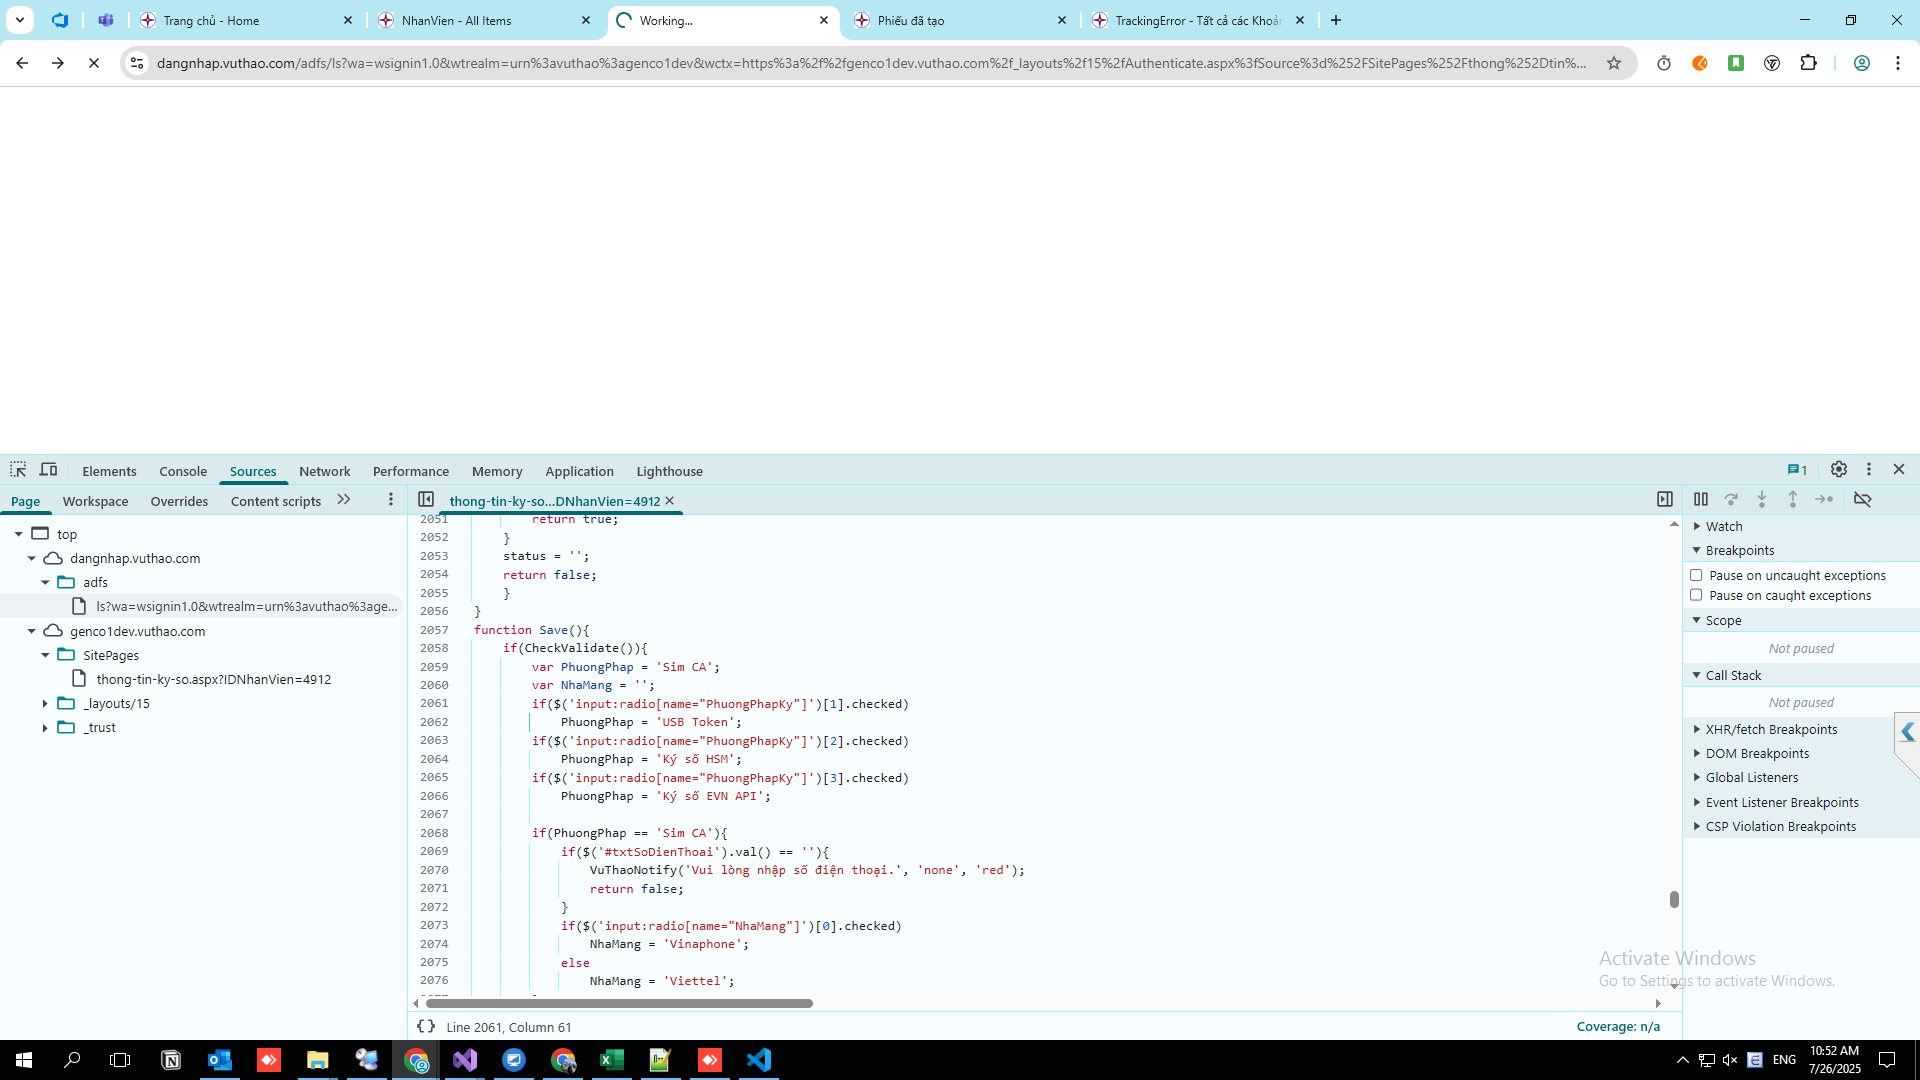 Trang chủ - Home
NhanVien - All Items
Working...
Phiếu đã tạo
TrackingError - Tất cả các Khoản
dangnhap.vuthao.com/adfs/ls?wa=wsignin1.0&wtrealm=urn%3avuthao%3agenco1dev&wctx=https%3a%2f%2fgenco1dev.vuthao.com%2f_layouts%2f15%2fAuthenticate.aspx%3fSource%3d%252FSitePages%252Fthong%252Dtin%...
Elements
Console
Sources
Network
Performance
Memory
Application
Lighthouse
1
Page
Workspace
Overrides
Content scripts
thong-tin-ky-so...DNhanVien=4912
top
dangnhap.vuthao.com
adfs
ls?wa=wsignin1.0&wtrealm=urn%3avuthao%3age...
genco1dev.vuthao.com
SitePages
thong-tin-ky-so.aspx?IDNhanVien=4912
_layouts/15
_trust
2051 return true;
2052 }
2053 status = '';
2054 return false;
2055 }
2056 }
2057 function Save(){
2058 if(CheckValidate()){
2059 var PhuongPhap = 'Sim CA';
2060 var NhaMang = '';
2061 if($('input:radio[name="PhuongPhapKy"]')[1].checked)
2062 PhuongPhap = 'USB Token';
2063 if($('input:radio[name="PhuongPhapKy"]')[2].checked)
2064 PhuongPhap = 'Ký số HSM';
2065 if($('input:radio[name="PhuongPhapKy"]')[3].checked)
2066 PhuongPhap = 'Ký số EVN API';
2067
2068 if(PhuongPhap == 'Sim CA'){
2069 if($('#txtSoDienThoai').val() == ''){
2070 VuThaoNotify('Vui lòng nhập số điện thoại.', 'none', 'red');
2071 return false;
2072 }
2073 if($('input:radio[name="NhaMang"]')[0].checked)
2074 NhaMang = 'Vinaphone';
2075 else
2076 NhaMang = 'Viettel';
Line 2061, Column 61
Coverage: n/a
Watch
Breakpoints
Pause on uncaught exceptions
Pause on caught exceptions
Scope
Not paused
Call Stack
Not paused
XHR/fetch Breakpoints
DOM Breakpoints
Global Listeners
Event Listener Breakpoints
CSP Violation Breakpoints
Activate Windows
Go to Settings to activate Windows.
ENG
10:52 AM
7/26/2025